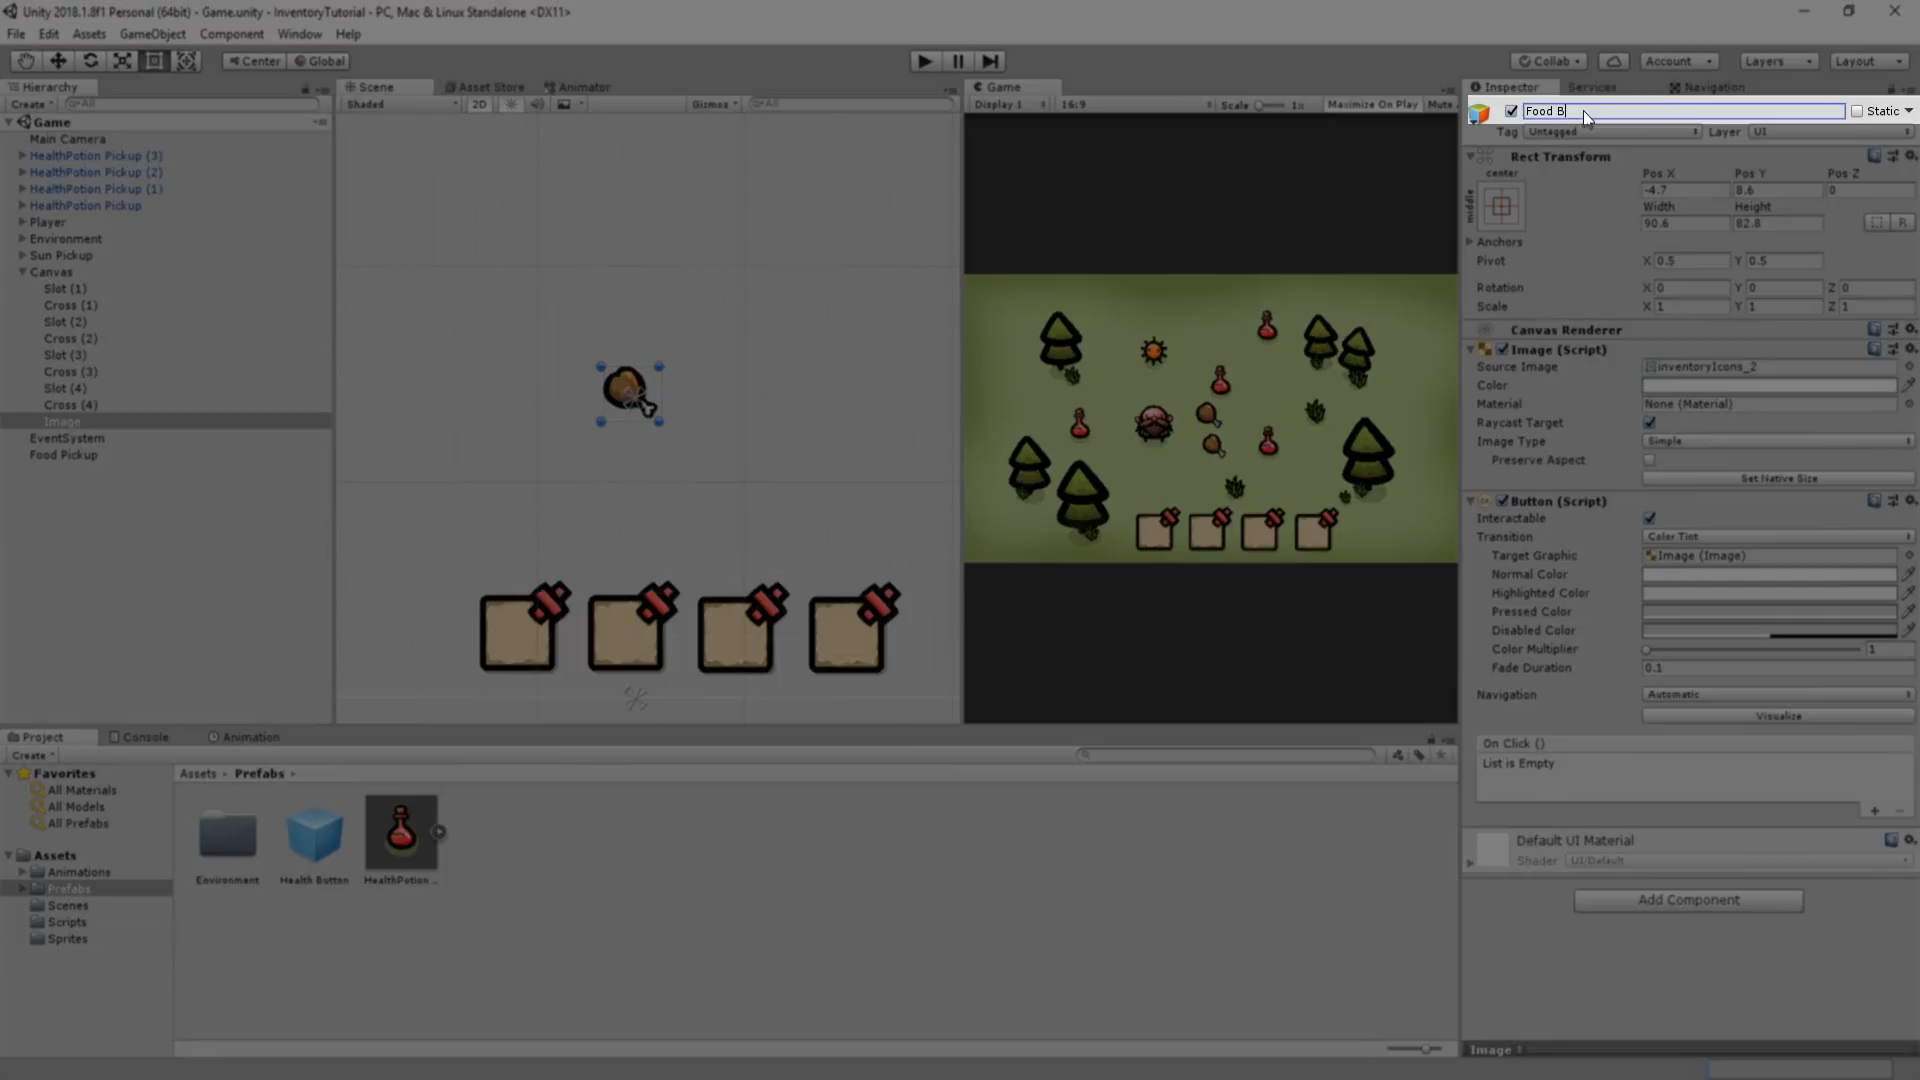 Unity 2018.1.8f1 Personal (64bit) - Game.unity - InventoryTutorial - PC, Mac & Linux Standalone <DX11>
File Edit Assets GameObject Component Window Help
Center Global
Collab Account Layers Layout
Hierarchy
Create All
Game
Main Camera
HealthPotion Pickup (3)
HealthPotion Pickup (2)
HealthPotion Pickup (1)
HealthPotion Pickup
Player
Environment
Sun Pickup
Canvas
Slot (1)
Cross (1)
Slot (2)
Cross (2)
Slot (3)
Cross (3)
Slot (4)
Cross (4)
Image
EventSystem
Food Pickup
Scene Asset Store Animator
Shaded 2D Gizmos All
Game
Display 1 16:9 Scale 1x Maximize On Play Mute
Inspector Services Navigation
Food B Static
Tag Untagged Layer UI
Rect Transform
center
middle
Pos X Pos Y Pos Z
-4.7 8.6 0
Width Height
90.6 82.8
R
Anchors
Pivot X 0.5 Y 0.5
Rotation X 0 Y 0 Z 0
Scale X 1 Y 1 Z 1
Canvas Renderer
Image (Script)
Source Image inventoryIcons_2
Color
Material None (Material)
Raycast Target
Image Type Simple
Preserve Aspect
Set Native Size
Button (Script)
Interactable
Transition Color Tint
Target Graphic Image (Image)
Normal Color
Highlighted Color
Pressed Color
Disabled Color
Color Multiplier 1
Fade Duration 0.1
Navigation Automatic
Visualize
On Click ()
List is Empty
+ -
Default UI Material
Shader UI/Default
Add Component
Image
Project Console Animation
Create
Favorites
All Materials
All Models
All Prefabs
Assets
Animations
Prefabs
Scenes
Scripts
Sprites
Assets Prefabs
Environment Health Button HealthPotion ...